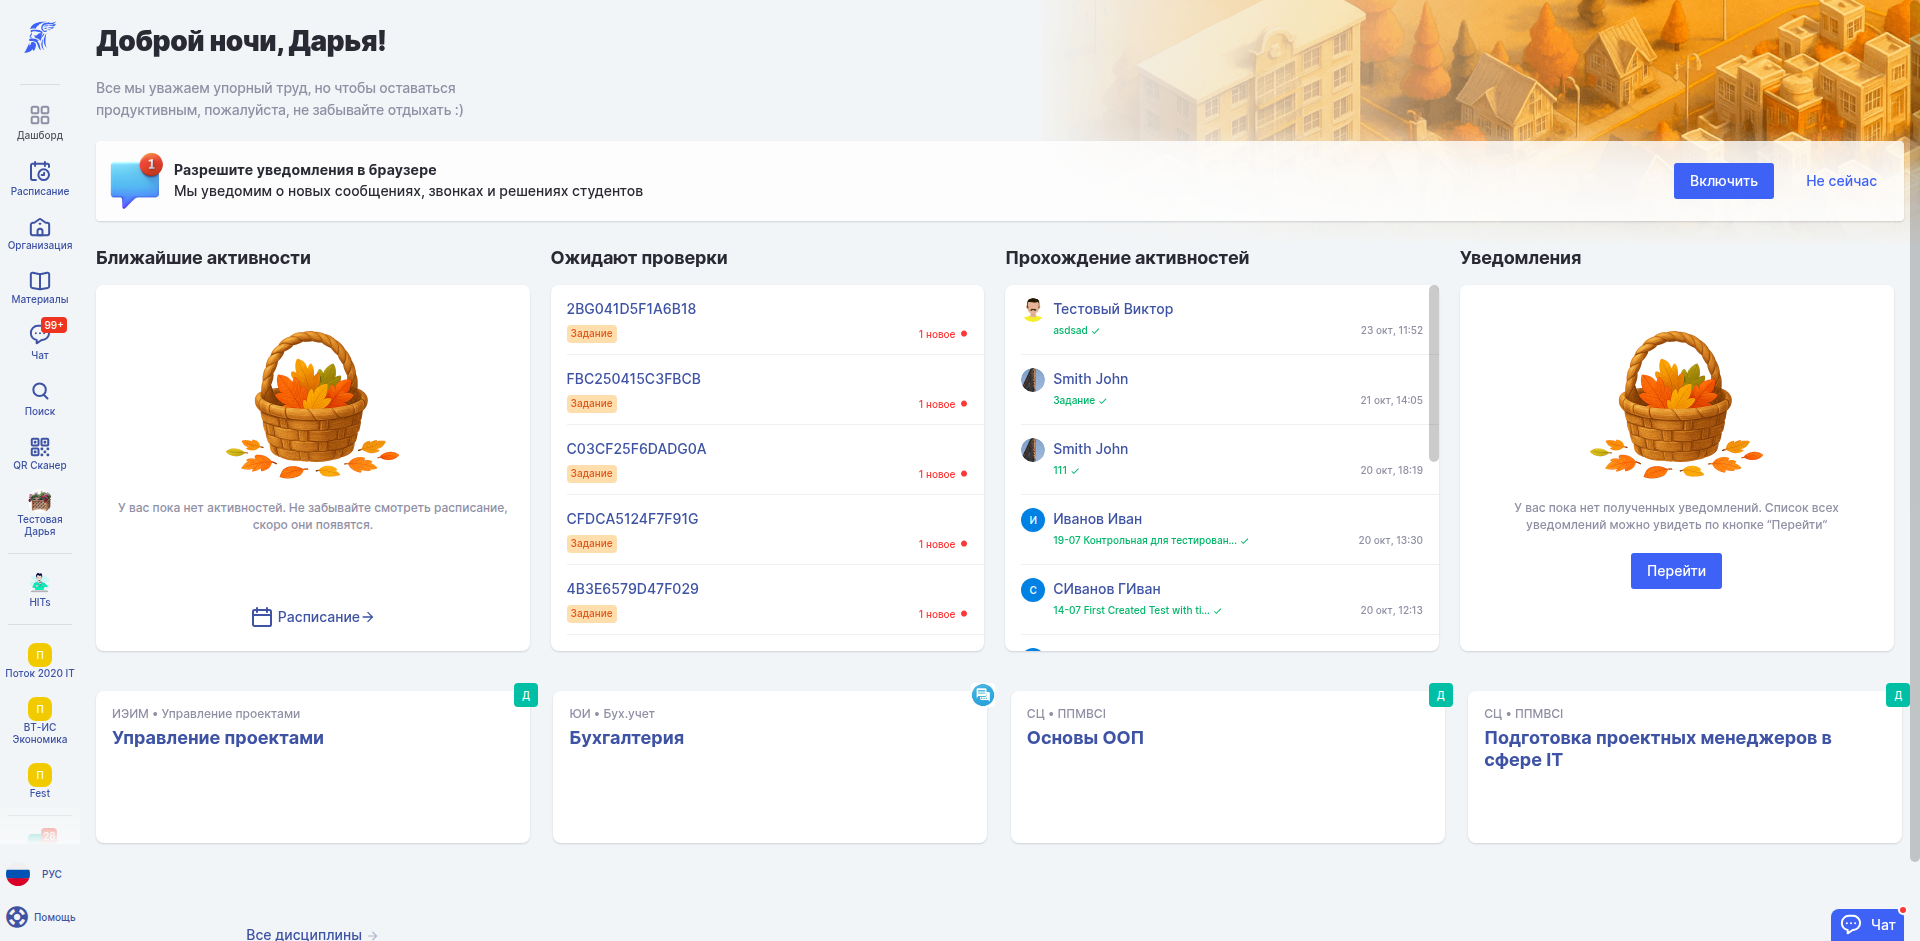 Доброй ночи, Дарья!
Все мы уважаем упорный труд, но чтобы оставаться
продуктивным, пожалуйста, не забывайте отдыхать :)
1
Разрешите уведомления в браузере
Мы уведомим о новых сообщениях, звонках и решениях студентов
Включить
Не сейчас
Дашборд
Расписание
Организация
Материалы
99+
Чат
Поиск
QR Сканер
Тестовая
Дарья
HITs
П
Поток 2020 IT
П
ВТ-ИС
Экономика
П
Fest
28
РУС
Помощь
Ближайшие активности
У вас пока нет активностей. Не забывайте смотреть расписание,
скоро они появятся.
Расписание
Ожидают проверки
2BG041D5F1A6B18
Задание
1 новое
FBC250415C3FBCB
Задание
1 новое
C03CF25F6DADG0A
Задание
1 новое
CFDCA5124F7F91G
Задание
1 новое
4B3E6579D47F029
Задание
1 новое
Прохождение активностей
Тестовый Виктор
asdsad
23 окт, 11:52
Smith John
Задание
21 окт, 14:05
Smith John
111
20 окт, 18:19
И
Иванов Иван
19-07 Контрольная для тестирован...
20 окт, 13:30
С
СИванов ГИван
14-07 First Created Test with ti...
20 окт, 12:13
Уведомления
У вас пока нет полученных уведомлений. Список всех
уведомлений можно увидеть по кнопке “Перейти”
Перейти
Д
ИЭИМ • Управление проектами
Управление проектами
ЮИ • Бух.учет
Бухгалтерия
Д
СЦ • ППМВСІ
Основы ООП
Д
СЦ • ППМВСІ
Подготовка проектных менеджеров в
сфере IT
Все дисциплины
Чат